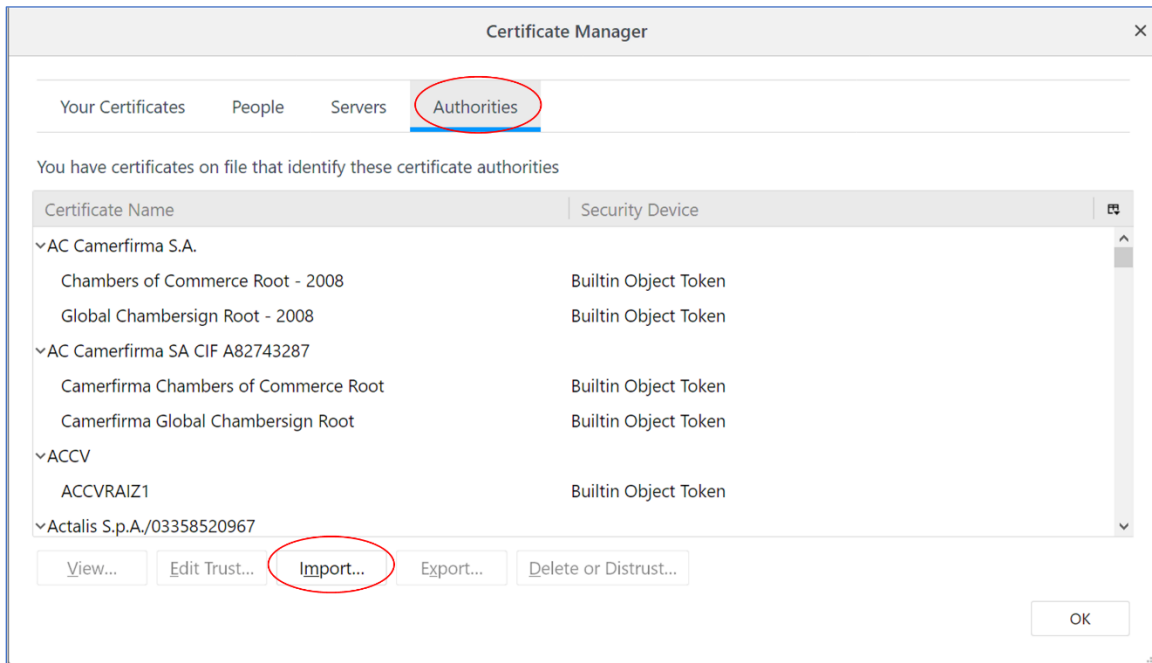 Certificate Manager
Your Certificates People Servers Authorities
You have certificates on file that identify these certificate authorities
Certificate Name Security Device
AC Camerfirma S.A.
Chambers of Commerce Root - 2008 Builtin Object Token
Global Chambersign Root - 2008 Builtin Object Token
AC Camerfirma SA CIF A82743287
Camerfirma Chambers of Commerce Root Builtin Object Token
Camerfirma Global Chambersign Root Builtin Object Token
ACCV
ACCVRAIZ1 Builtin Object Token
Actalis S.p.A./03358520967
View... Edit Trust... Import... Export... Delete or Distrust...
OK